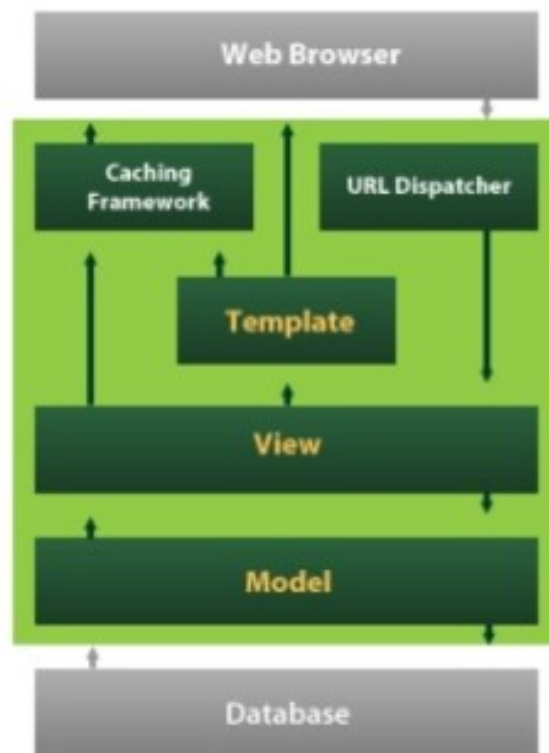 Web Browser
Caching
Framework
URL Dispatcher
Template
View
Model
Database